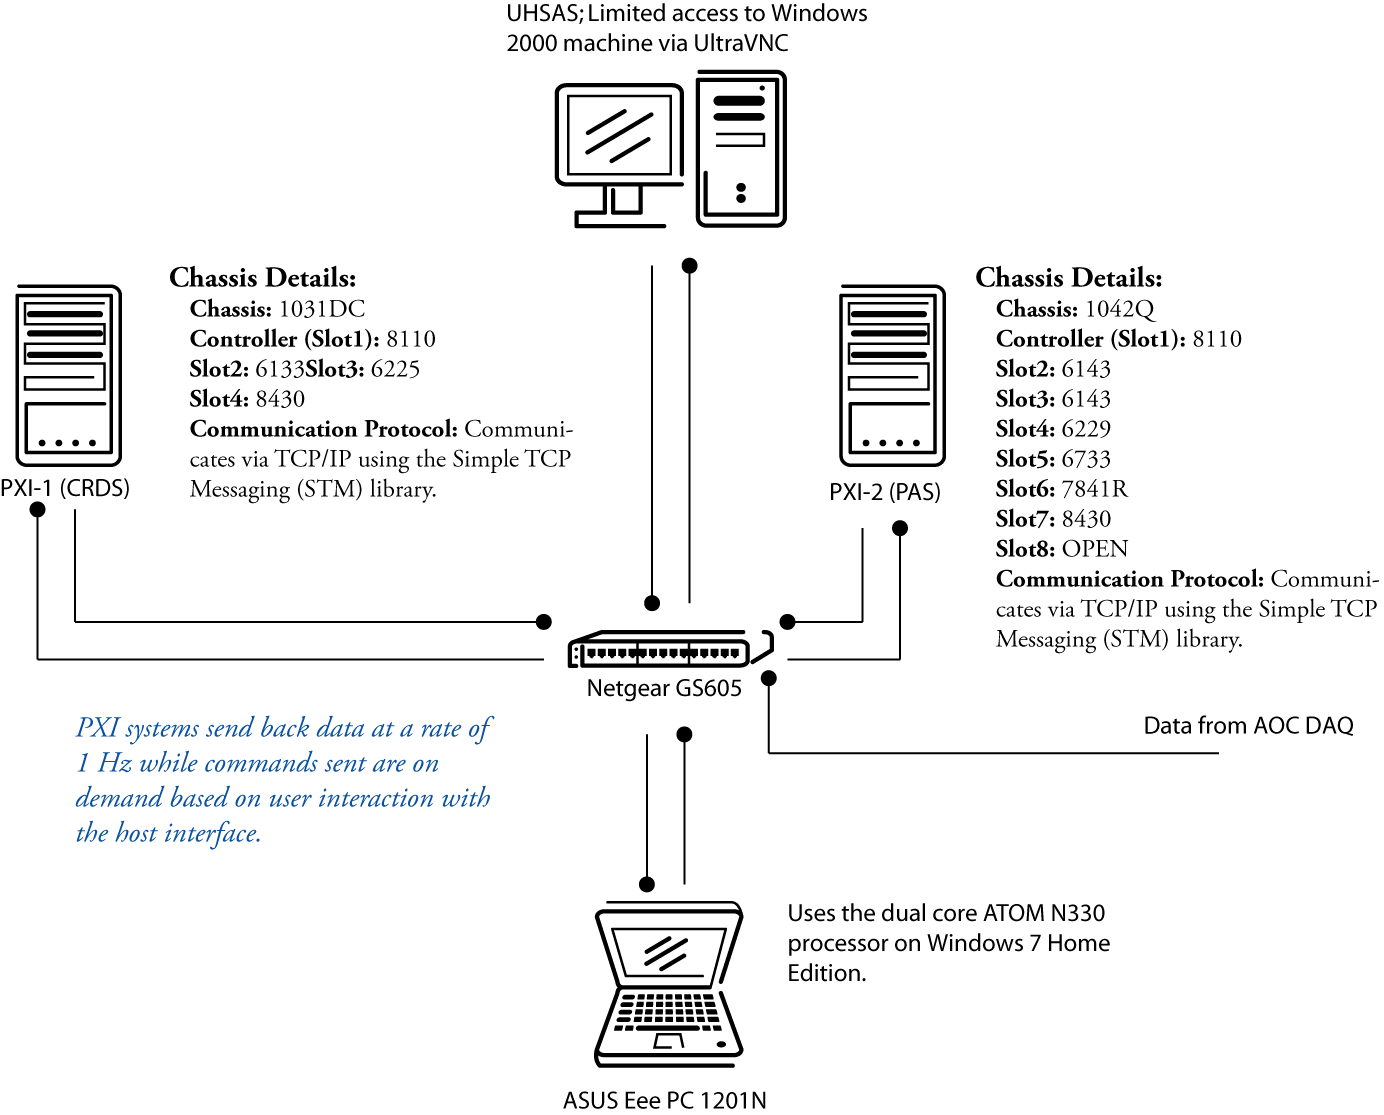 UHSAS; Limited access to Windows
2000 machine via UltraVNC
Chassis Details:
Chassis: 1031DC
Controller (Slot1): 8110
Slot2: 6133Slot3: 6225
Slot4: 8430
Communication Protocol: Communi-
cates via TCP/IP using the Simple TCP
Messaging (STM) library.
PXI-1 (CRDS)
Chassis Details:
Chassis: 1042Q
Controller (Slot1): 8110
Slot2: 6143
Slot3: 6143
Slot4: 6229
Slot5: 6733
Slot6: 7841R
Slot7: 8430
Slot8: OPEN
Communication Protocol: Communi-
cates via TCP/IP using the Simple TCP
Messaging (STM) library.
PXI-2 (PAS)
Netgear GS605
PXI systems send back data at a rate of
1 Hz while commands sent are on
demand based on user interaction with
the host interface.
Data from AOC DAQ
Uses the dual core ATOM N330
processor on Windows 7 Home
Edition.
ASUS Eee PC 1201N